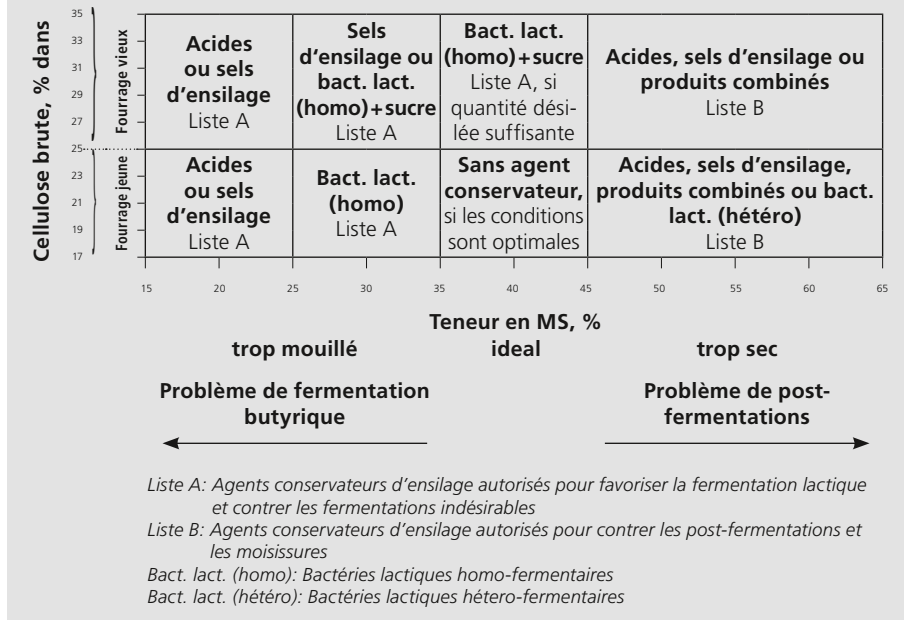 Cellulose brute, % dans
35
33
31
29
27
25
23
21
19
17
Fourrage vieux
Fourrage jeune
Acides
ou sels
d'ensilage
Liste A
Sels
d‘ensilage ou
bact. lact.
(homo)+sucre
Liste A
Bact. lact.
(homo)+sucre
Liste A, si
quantité dési-
lée suffisante
Acides, sels d'ensilage ou
produits combinés
Liste B
Acides
ou sels
d'ensilage
Liste A
Bact. lact.
(homo)
Liste A
Sans agent
conservateur,
si les conditions
sont optimales
Acides, sels d'ensilage,
produits combinés ou bact.
lact. (hétéro)
Liste B
15 20 25 30 35 40 45 50 55 60 65
Teneur en MS, %
trop mouillé ideal trop sec
Problème de fermentation
butyrique
Problème de post-
fermentations
Liste A: Agents conservateurs d'ensilage autorisés pour favoriser la fermentation lactique
et contrer les fermentations indésirables
Liste B: Agents conservateurs d'ensilage autorisés pour contrer les post-fermentations et
les moisissures
Bact. lact. (homo): Bactéries lactiques homo-fermentaires
Bact. lact. (hétéro): Bactéries lactiques hétero-fermentaires